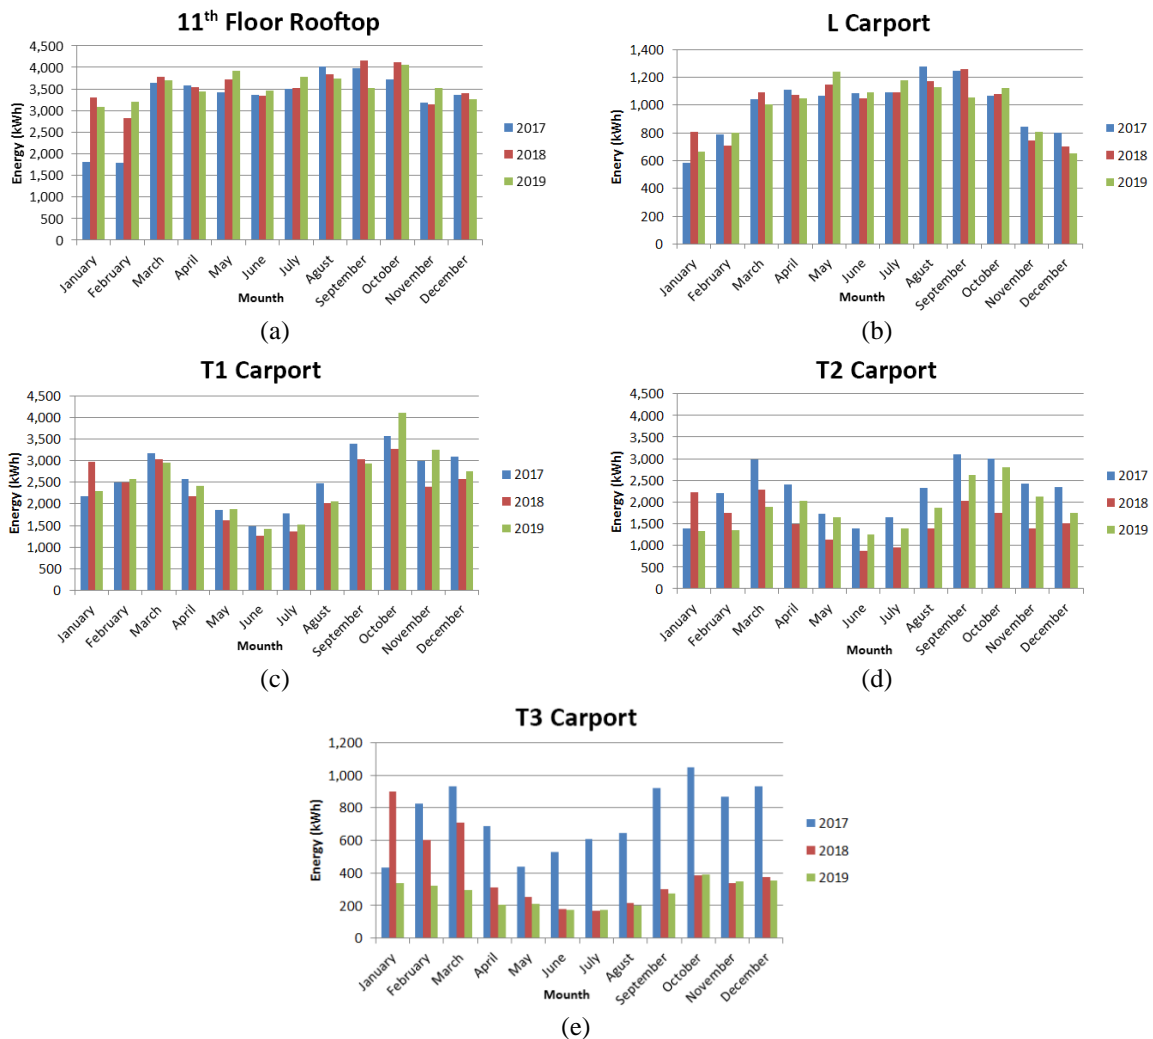 11th Floor Rooftop
4,500
4,000
3,500
3,000
2,500
2,000
1,500
1,000
500
0
Energy (kWh)
January
February
March
April
May
June
July
Agust
September
October
November
December
Mounth
2017
2018
2019
(a)
L Carport
1,400
1,200
1,000
800
600
400
200
0
Enery (kWh)
January
February
March
April
May
June
July
Agust
September
October
November
December
Mounth
2017
2018
2019
(b)
T1 Carport
4,500
4,000
3,500
3,000
2,500
2,000
1,500
1,000
500
0
Energy (kWh)
January
February
March
April
May
June
July
Agust
September
October
November
December
Mounth
2017
2018
2019
(c)
T2 Carport
4,500
4,000
3,500
3,000
2,500
2,000
1,500
1,000
500
0
Energy (kWh)
January
February
March
April
May
June
July
Agust
September
October
November
December
Mounth
2017
2018
2019
(d)
T3 Carport
1,200
1,000
800
600
400
200
0
Energy (kWh)
January
February
March
April
May
June
July
Agust
September
October
November
December
Mounth
2017
2018
2019
(e)